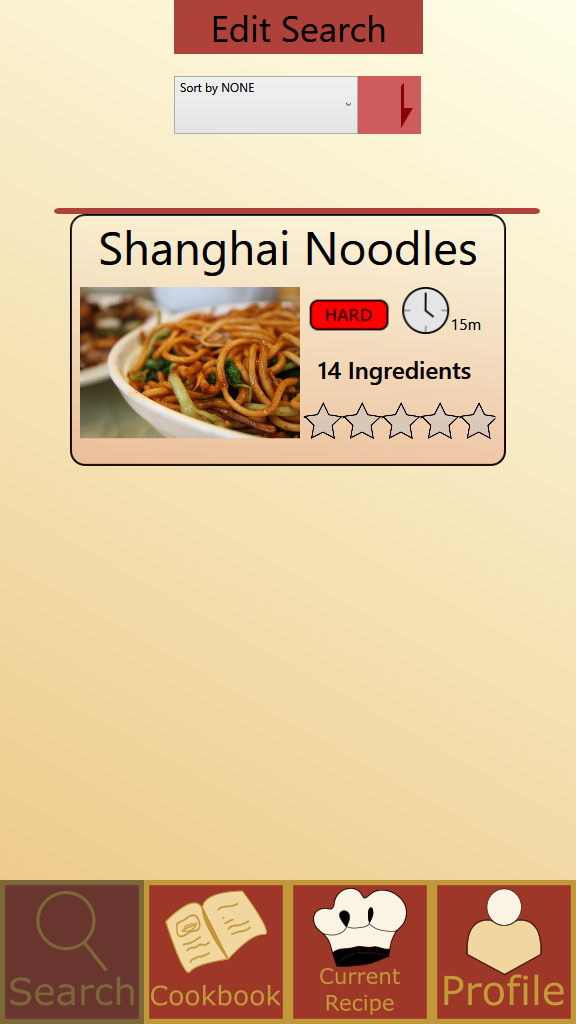 Edit Search
Sort by NONE
Shanghai Noodles
HARD
15m
14 Ingredients
Search
Cookbook
Current
Recipe
Profile